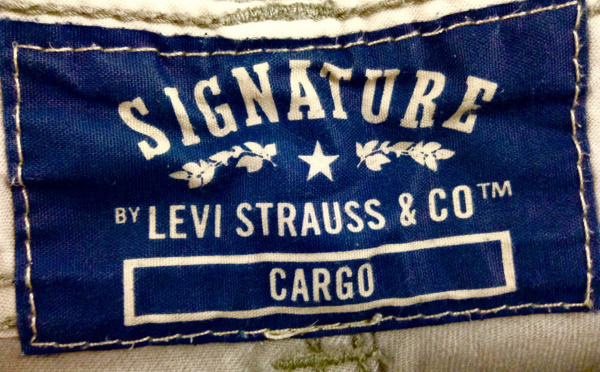 SIGNATURE
BY LEVI STRAUSS & CO™
CARGO